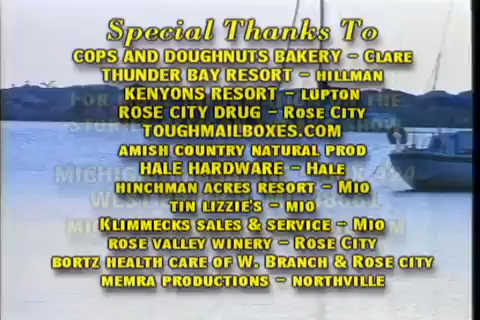 Special Thanks To
COPS AND DOUGHNUTS BAKERY – CLARE
THUNDER BAY RESORT – HILLMAN
KENYONS RESORT – LUPTON
ROSE CITY DRUG – ROSE CITY
TOUGHMAILBOXES.COM
AMISH COUNTRY NATURAL PROD
HALE HARDWARE – HALE
HINCHMAN ACRES RESORT – MIO
TIN LIZZIE'S – MIO
KLIMMECKS SALES & SERVICE – MIO
ROSE VALLEY WINERY – ROSE CITY
BORTZ HEALTH CARE OF W. BRANCH & ROSE CITY
MEMRA PRODUCTIONS – NORTHVILLE